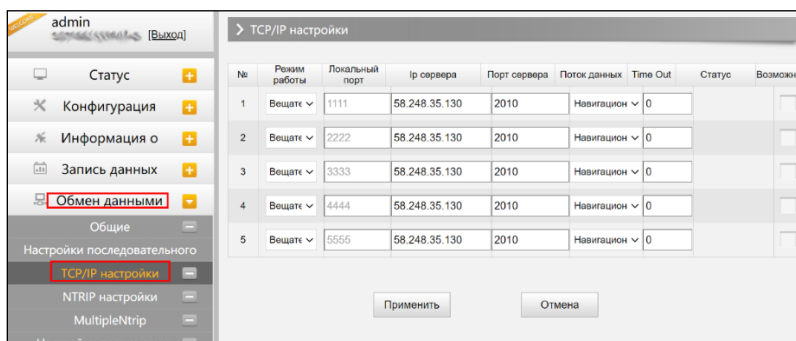 admin
[Выход]
TCP/IP настройки
Статус
Конфигурация
Информация о
Запись данных
Обмен данными
Общие
Настройки последовательного
TCP/IP настройки
NTRIP настройки
MultipleNtrip
№ Режим работы Локальный порт Ip сервера Порт сервера Поток данных Time Out Статус Возможн
1 Вещате 1111 58.248.35.130 2010 Навигацион 0
2 Вещате 2222 58.248.35.130 2010 Навигацион 0
3 Вещате 3333 58.248.35.130 2010 Навигацион 0
4 Вещате 4444 58.248.35.130 2010 Навигацион 0
5 Вещате 5555 58.248.35.130 2010 Навигацион 0
Применить Отмена